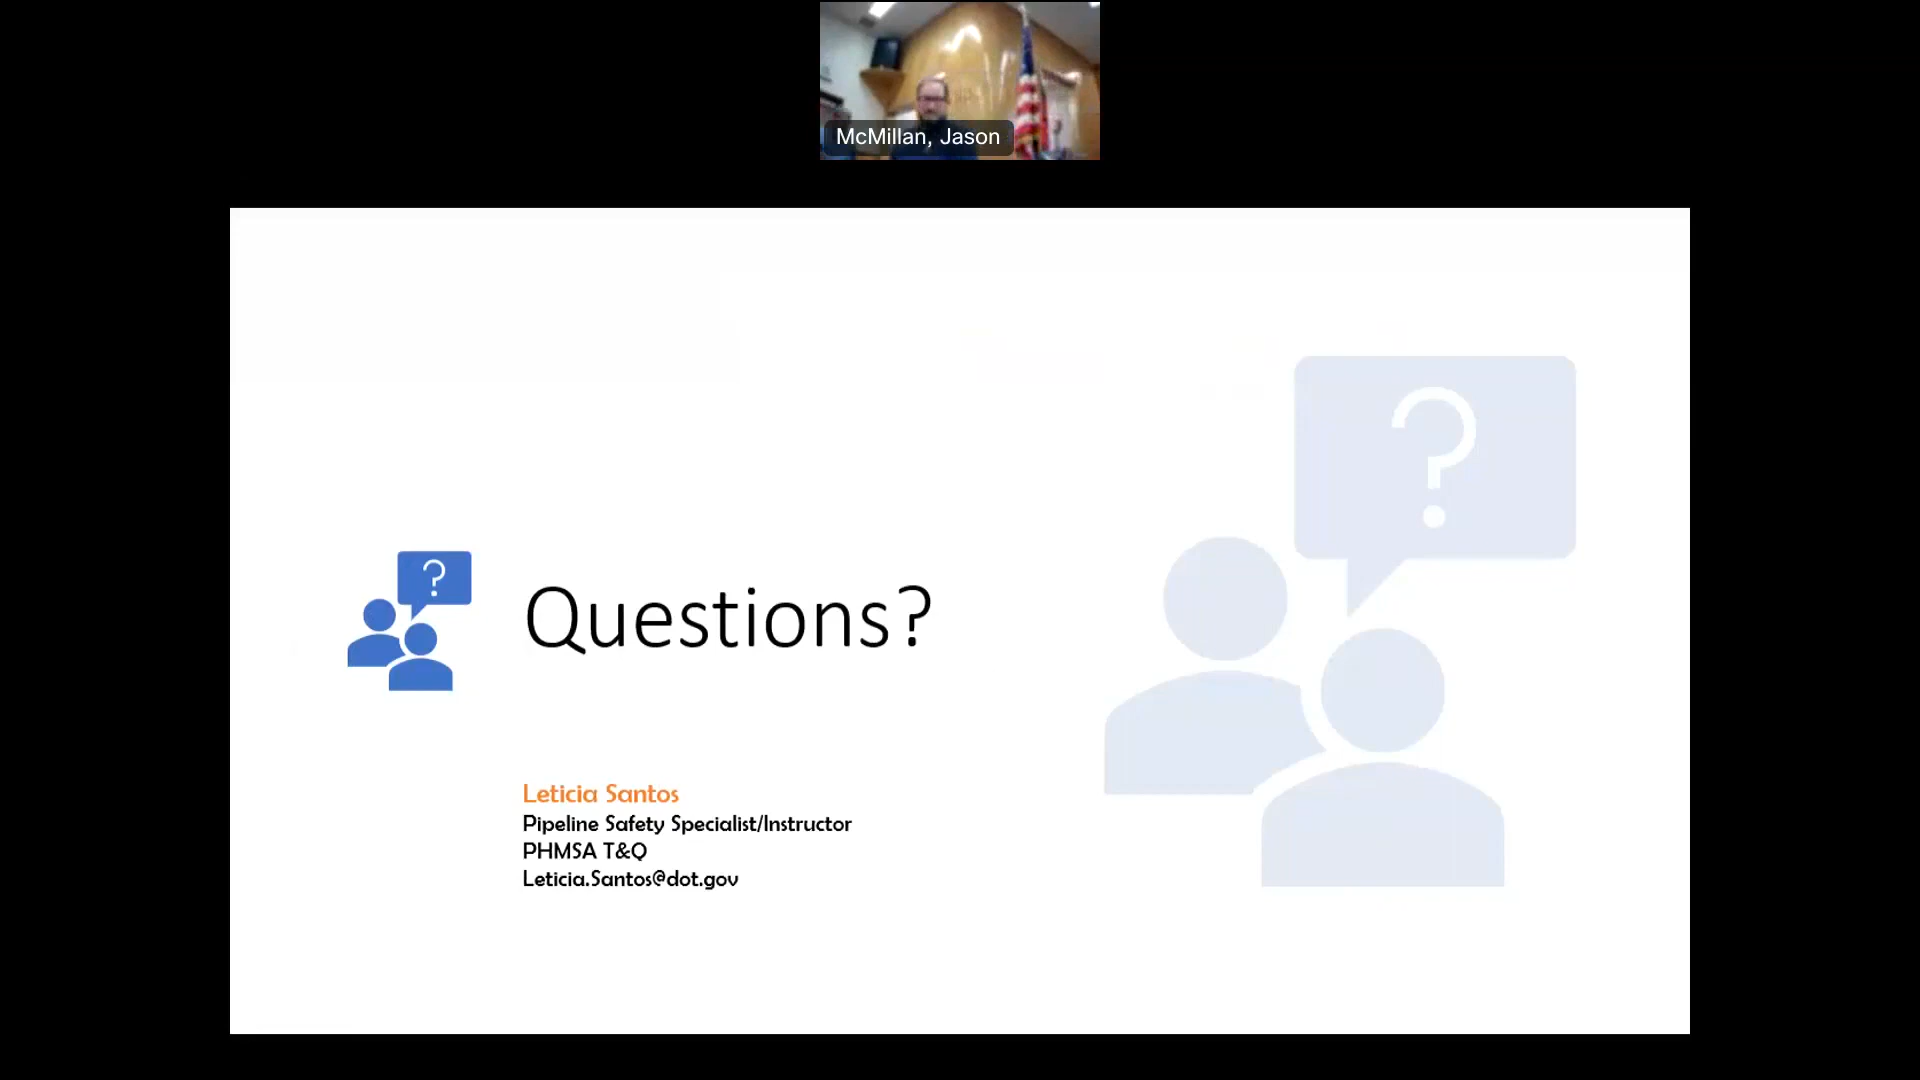 McMillan, Jason
?
?
Questions?
Leticia Santos
Pipeline Safety Specialist/Instructor
PHMSA T&Q
Leticia.Santos@dot.gov